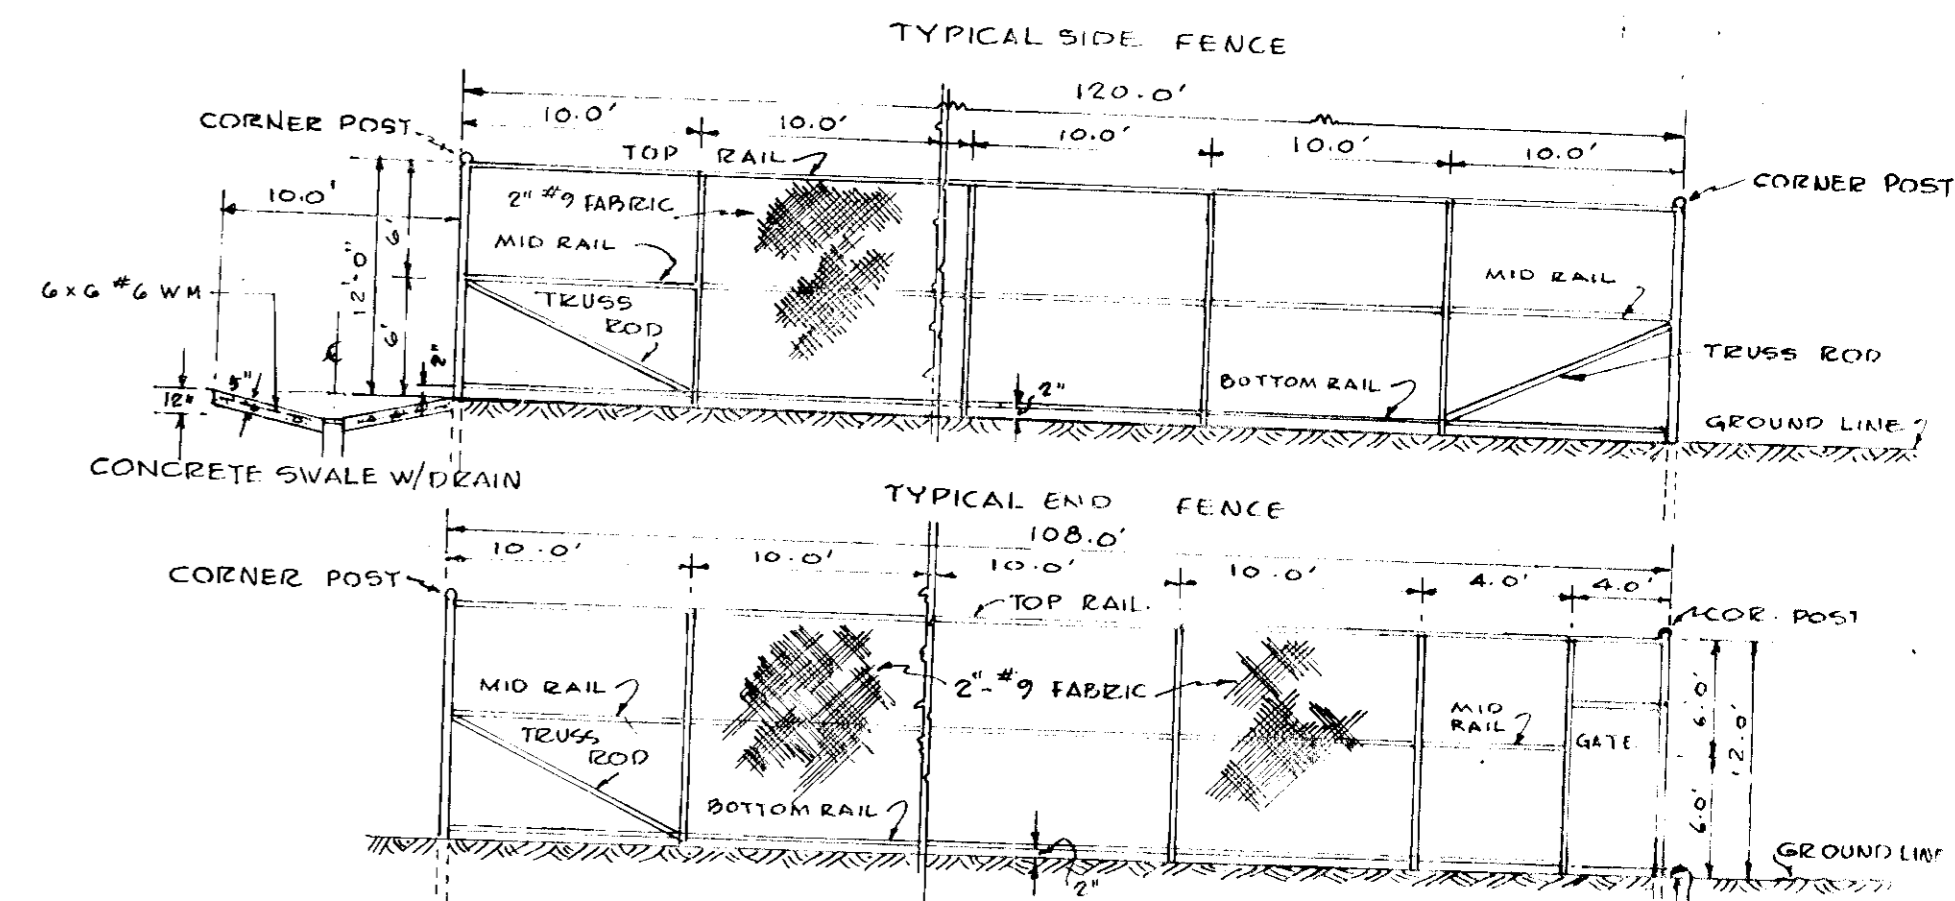 TYPICAL SIDE FENCE
120.0'
10.0' 10.0' 10.0' 10.0' 10.0'
CORNER POST
TOP RAIL
CORNER POST
10.0'
2" #9 FABRIC
MID RAIL
6'
12'-0"
6'
6x6 #6 WM
TRUSS
ROD
MID RAIL
TRUSS ROD
2"
5"
12"
2"
BOTTOM RAIL
GROUND LINE
CONCRETE SWALE W/DRAIN
TYPICAL END FENCE
108.0'
10.0' 10.0' 10.0' 10.0' 4.0' 4.0'
CORNER POST
TOP RAIL
COR. POST
MID RAIL
2"-#9 FABRIC
MID
RAIL
6.0'
12.0'
TRUSS
ROD
GATE
BOTTOM RAIL
6.0'
GROUND LINE
2"